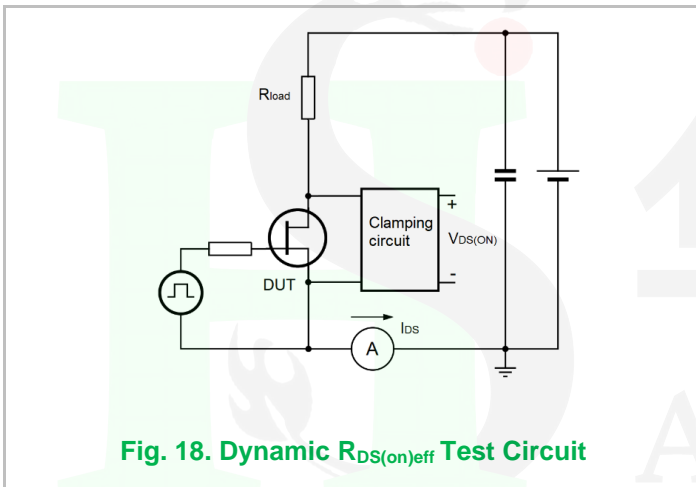 Rload
Clamping
circuit
+
VDS(ON)
-
DUT
IDS
A
Fig. 18. Dynamic RDS(on)eff Test Circuit